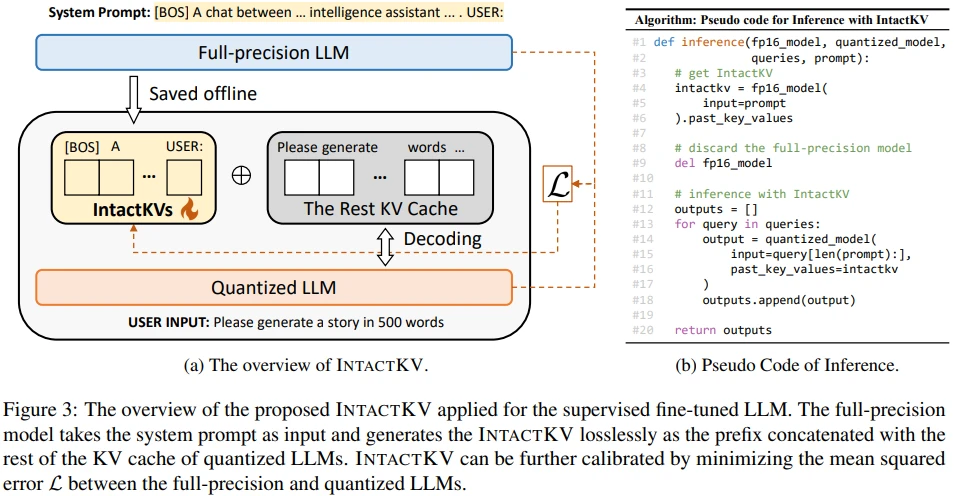 System Prompt: [BOS] A chat between ... intelligence assistant ... . USER:
Full-precision LLM
Saved offline
[BOS] A ... USER:
IntactKVs
⊕
Please generate ... words ...
The Rest KV Cache
ℒ
Decoding
Quantized LLM
USER INPUT: Please generate a story in 500 words
(a) The overview of INTACTKV.
Algorithm: Pseudo code for Inference with IntactKV
#1 def inference(fp16_model, quantized_model,
#2 queries, prompt):
#3 # get IntactKV
#4 intactkv = fp16_model(
#5 input=prompt
#6 ).past_key_values
#7
#8 # discard the full-precision model
#9 del fp16_model
#10
#11 # inference with IntactKV
#12 outputs = []
#13 for query in queries:
#14 output = quantized_model(
#15 input=query[len(prompt):],
#16 past_key_values=intactkv
#17 )
#18 outputs.append(output)
#19
#20 return outputs
(b) Pseudo Code of Inference.
Figure 3: The overview of the proposed INTACTKV applied for the supervised fine-tuned LLM. The full-precision
model takes the system prompt as input and generates the INTACTKV losslessly as the prefix concatenated with the
rest of the KV cache of quantized LLMs. INTACTKV can be further calibrated by minimizing the mean squared
error ℒ between the full-precision and quantized LLMs.